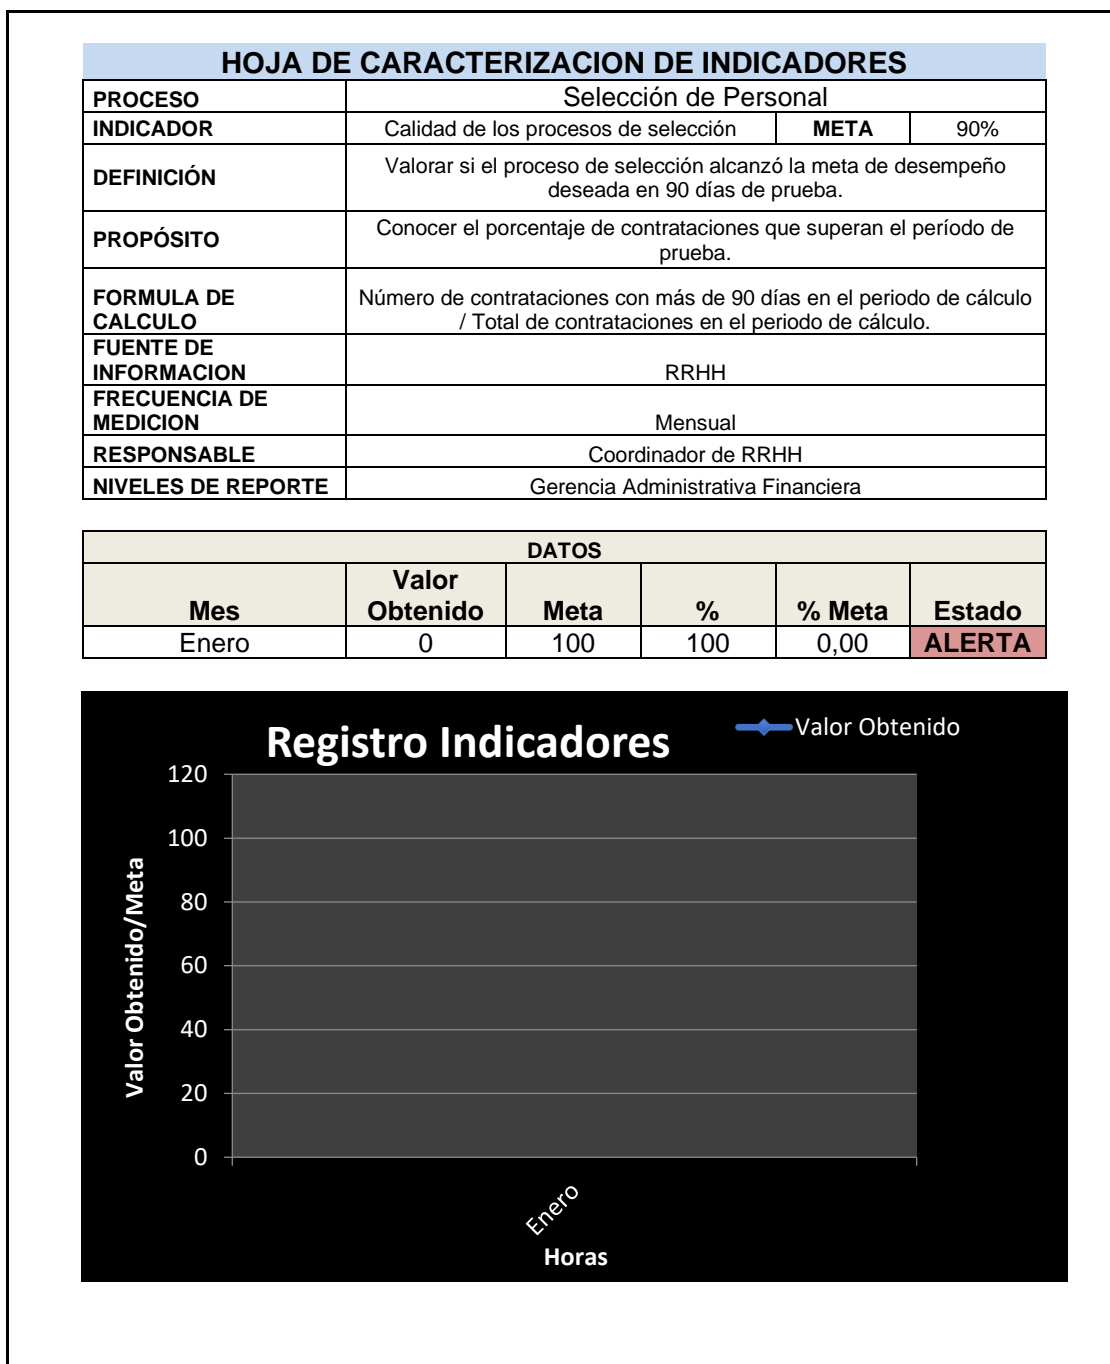 HOJA DE CARACTERIZACION DE INDICADORES
PROCESO Selección de Personal
INDICADOR Calidad de los procesos de selección META 90%
DEFINICIÓN Valorar si el proceso de selección alcanzó la meta de desempeño
deseada en 90 días de prueba.
PROPÓSITO Conocer el porcentaje de contrataciones que superan el período de
prueba.
FORMULA DE Número de contrataciones con más de 90 días en el periodo de cálculo
CALCULO / Total de contrataciones en el periodo de cálculo.
FUENTE DE
INFORMACION RRHH
FRECUENCIA DE
MEDICION Mensual
RESPONSABLE Coordinador de RRHH
NIVELES DE REPORTE Gerencia Administrativa Financiera
DATOS
Valor
Mes Obtenido Meta % % Meta Estado
Enero 0 100 100 0,00 ALERTA
Registro Indicadores
Valor Obtenido
Valor Obtenido/Meta
120
100
80
60
40
20
0
Enero
Horas